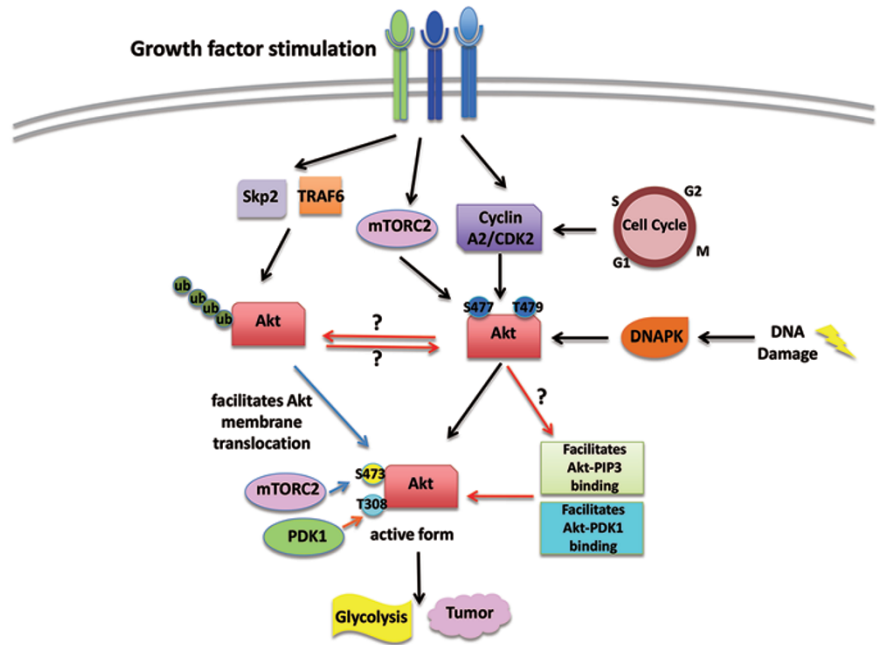 Growth factor stimulation
Skp2
TRAF6
mTORC2
Cyclin
A2/CDK2
S
G2
Cell Cycle
G1
M
ub
ub
ub
ub
Akt
?
?
S477
T479
Akt
DNAPK
DNA
Damage
facilitates Akt
membrane
translocation
?
Facilitates
Akt-PIP3
binding
Facilitates
Akt-PDK1
binding
mTORC2
PDK1
S473
T308
Akt
active form
Glycolysis
Tumor